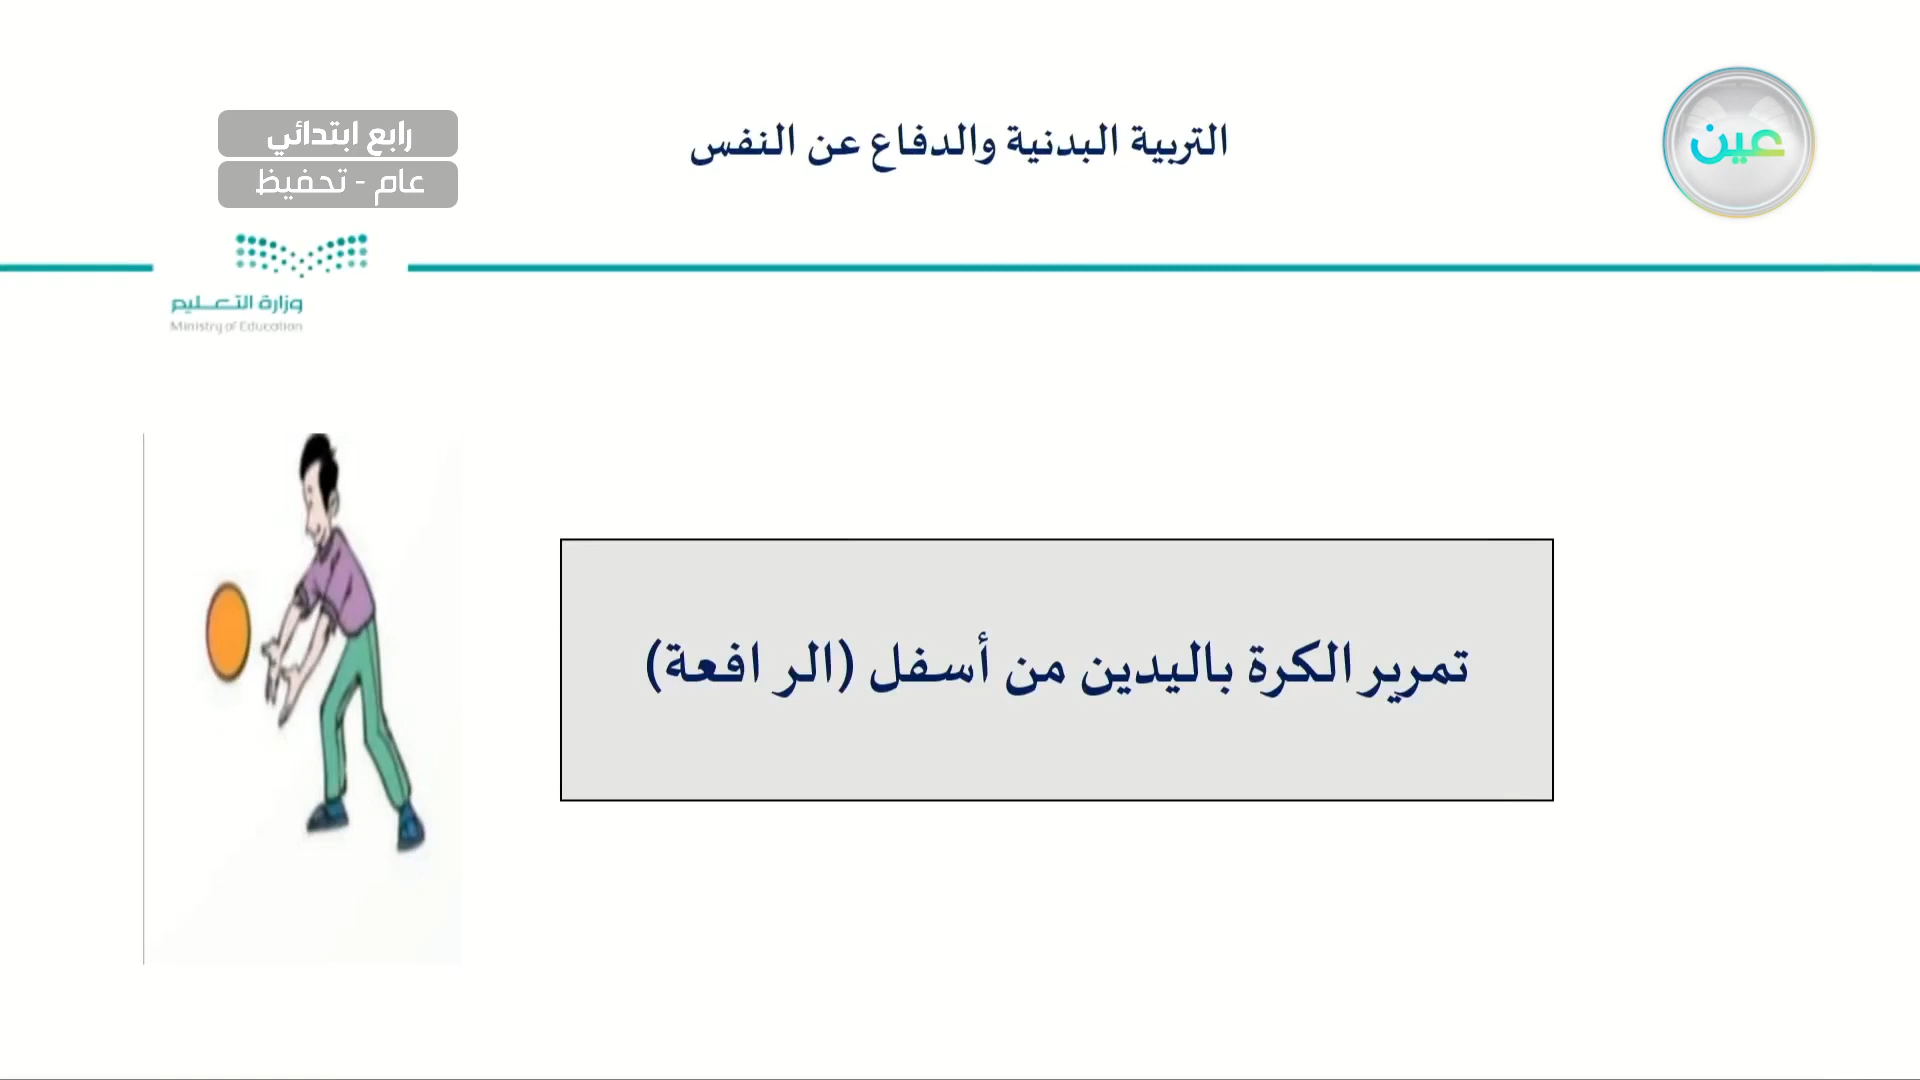 عين
التربية البدنية والدفاع عن النفس
رابع ابتدائي
عام - تحفيظ
وزارة التعليم
Ministry of Education
تمرير الكرة باليدين من أسفل (الرافعة)